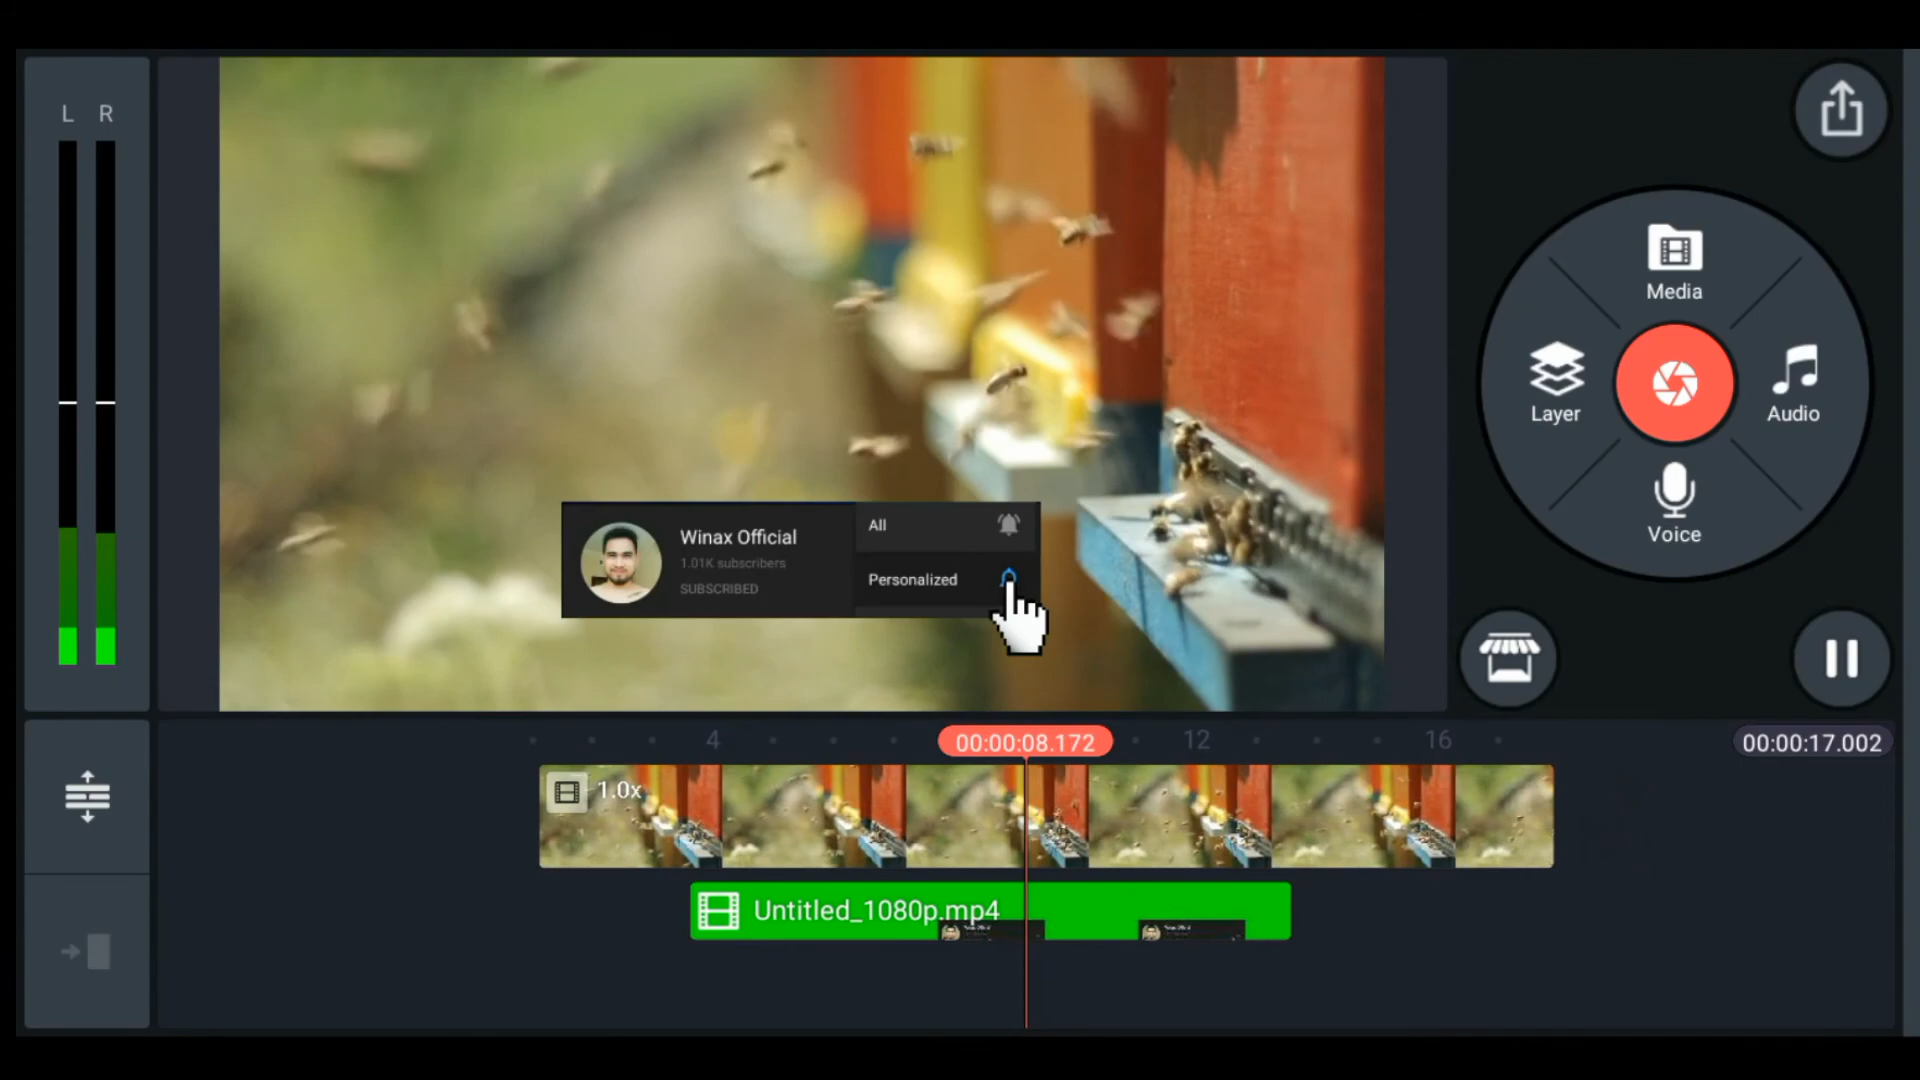 L R
Media
Layer
Audio
Voice
Winax Official
1.01K subscribers
SUBSCRIBED
All
Personalized
4
00:00:08.172
12
16
00:00:17.002
1.0x
Untitled_1080p.mp4